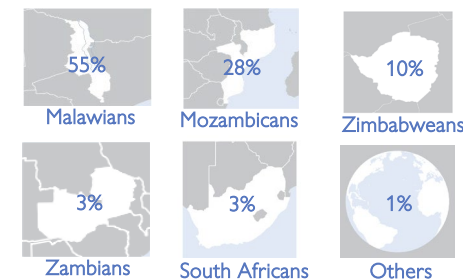 55%
28%
10%
Malawians
Mozambicans
Zimbabweans
3%
3%
1%
Zambians
South Africans
Others